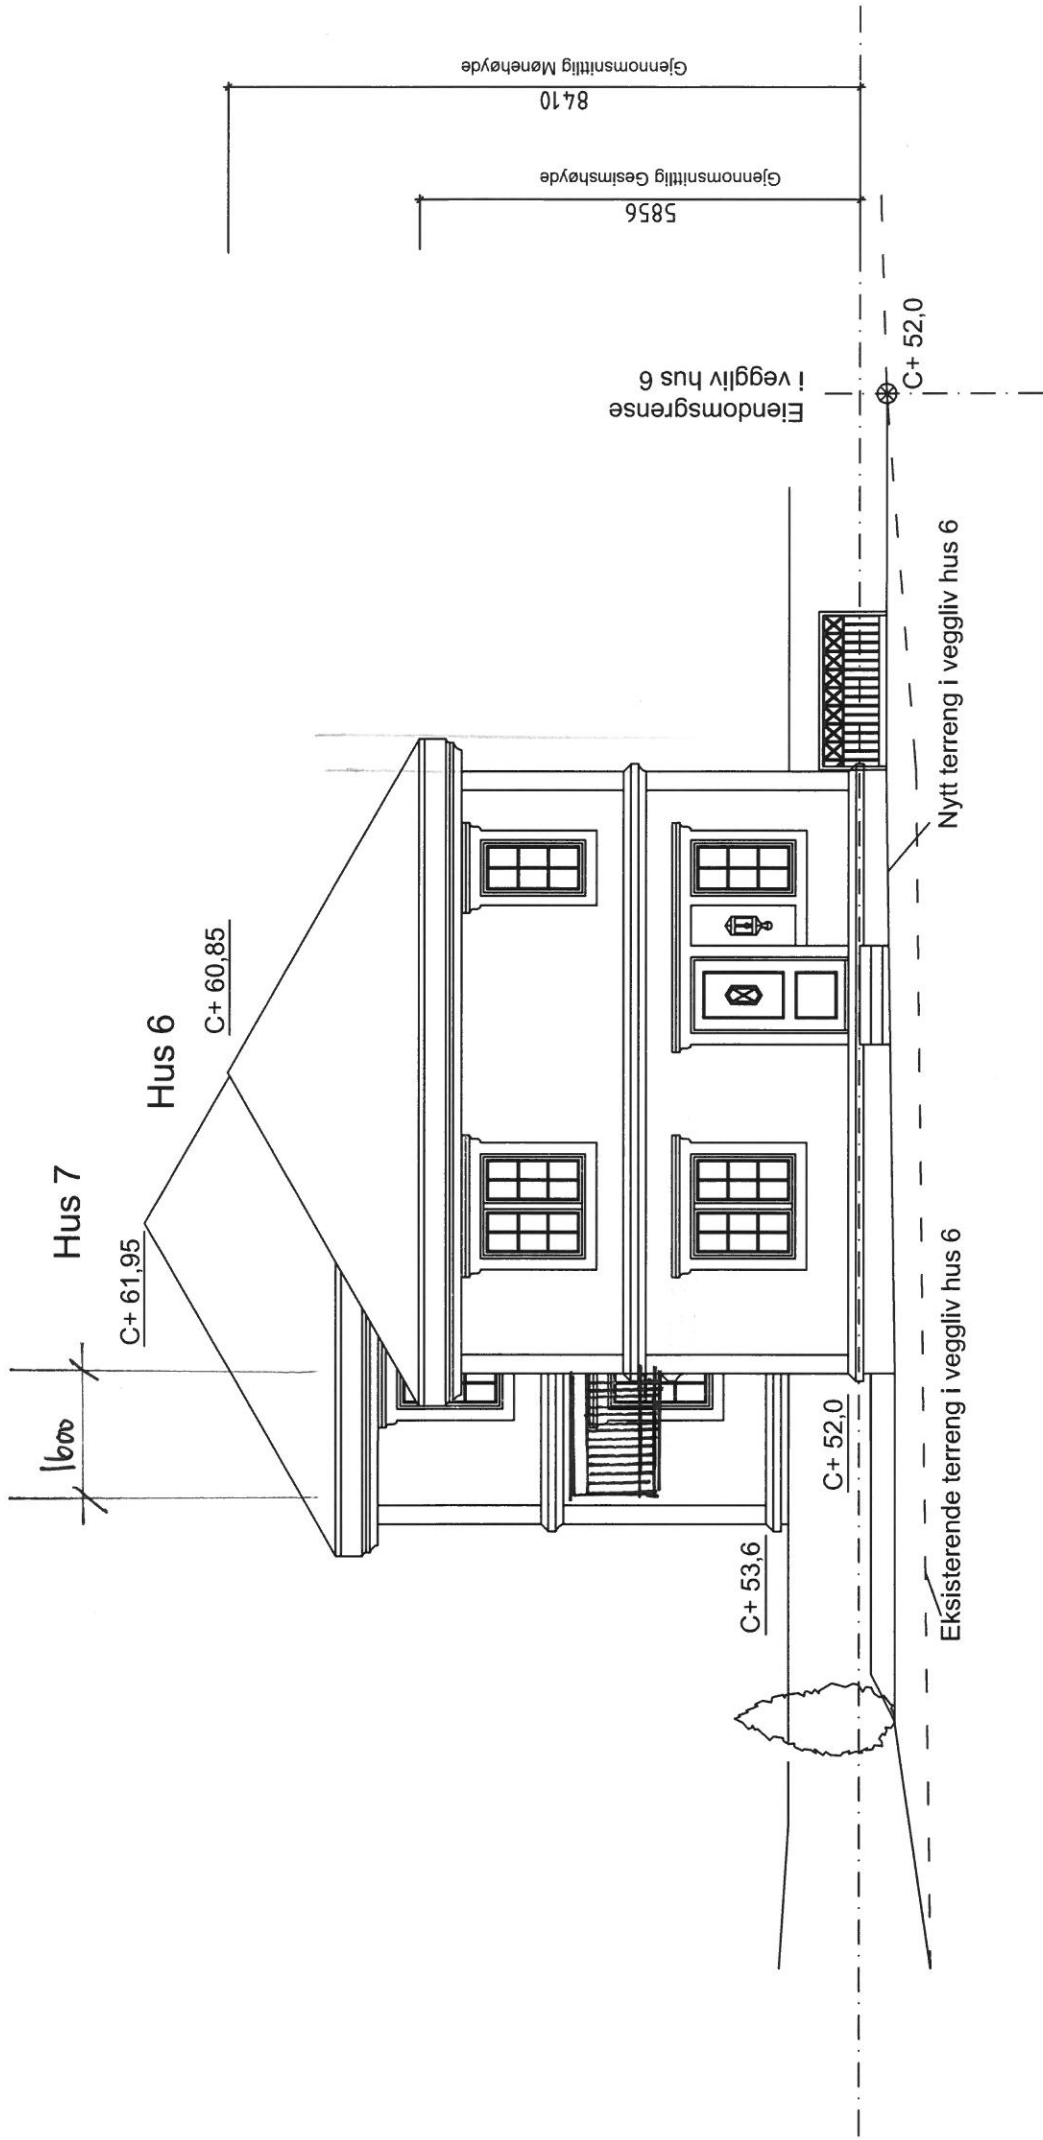 1600
Hus 7
C+ 61,95
Hus 6
C+ 60,85
C+ 53,6
C+ 52,0
Eksisterende terreng i veggliv hus 6
Nytt terreng i veggliv hus 6
Eiendomsgrense
i veggliv hus 6
C+ 52,0
5856
Gjennomsnittlig Gesimshøyde
8410
Gjennomsnittlig Mønehøyde